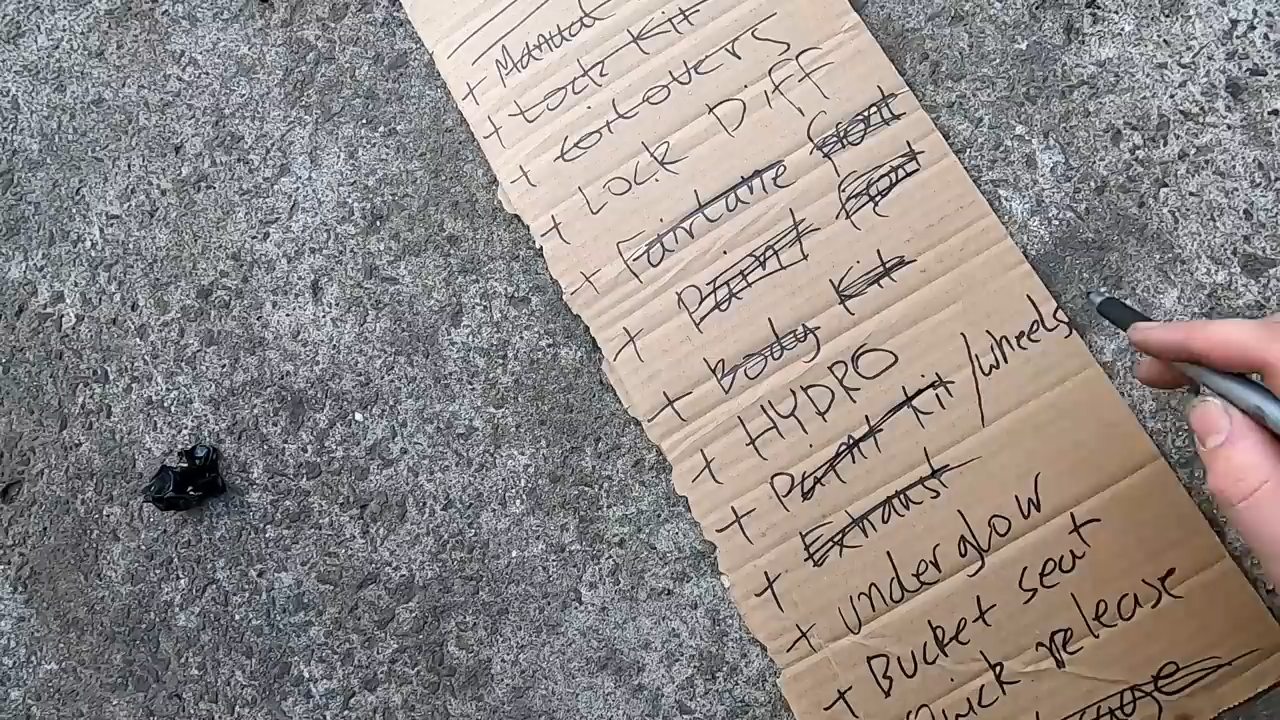 + Manual
+ Lock Kit
+ coilovers
+ LOCK DIFF
+ Fairlane front
+ Paint front
+ Body Kit
+ HYDRO
+ Paint Kit /wheels
+ Exhaust
+ underglow
+ Bucket seat
Quick release